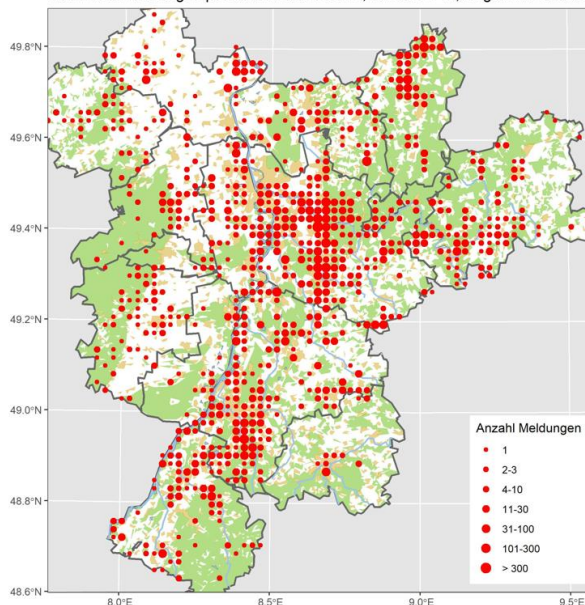 49.8°N
49.6°N
49.4°N
49.2°N
49.0°N
48.8°N
48.6°N
8.0°E
8.5°E
9.0°E
9.5°E
Anzahl Meldungen
1
2-3
4-10
11-30
31-100
101-300
> 300